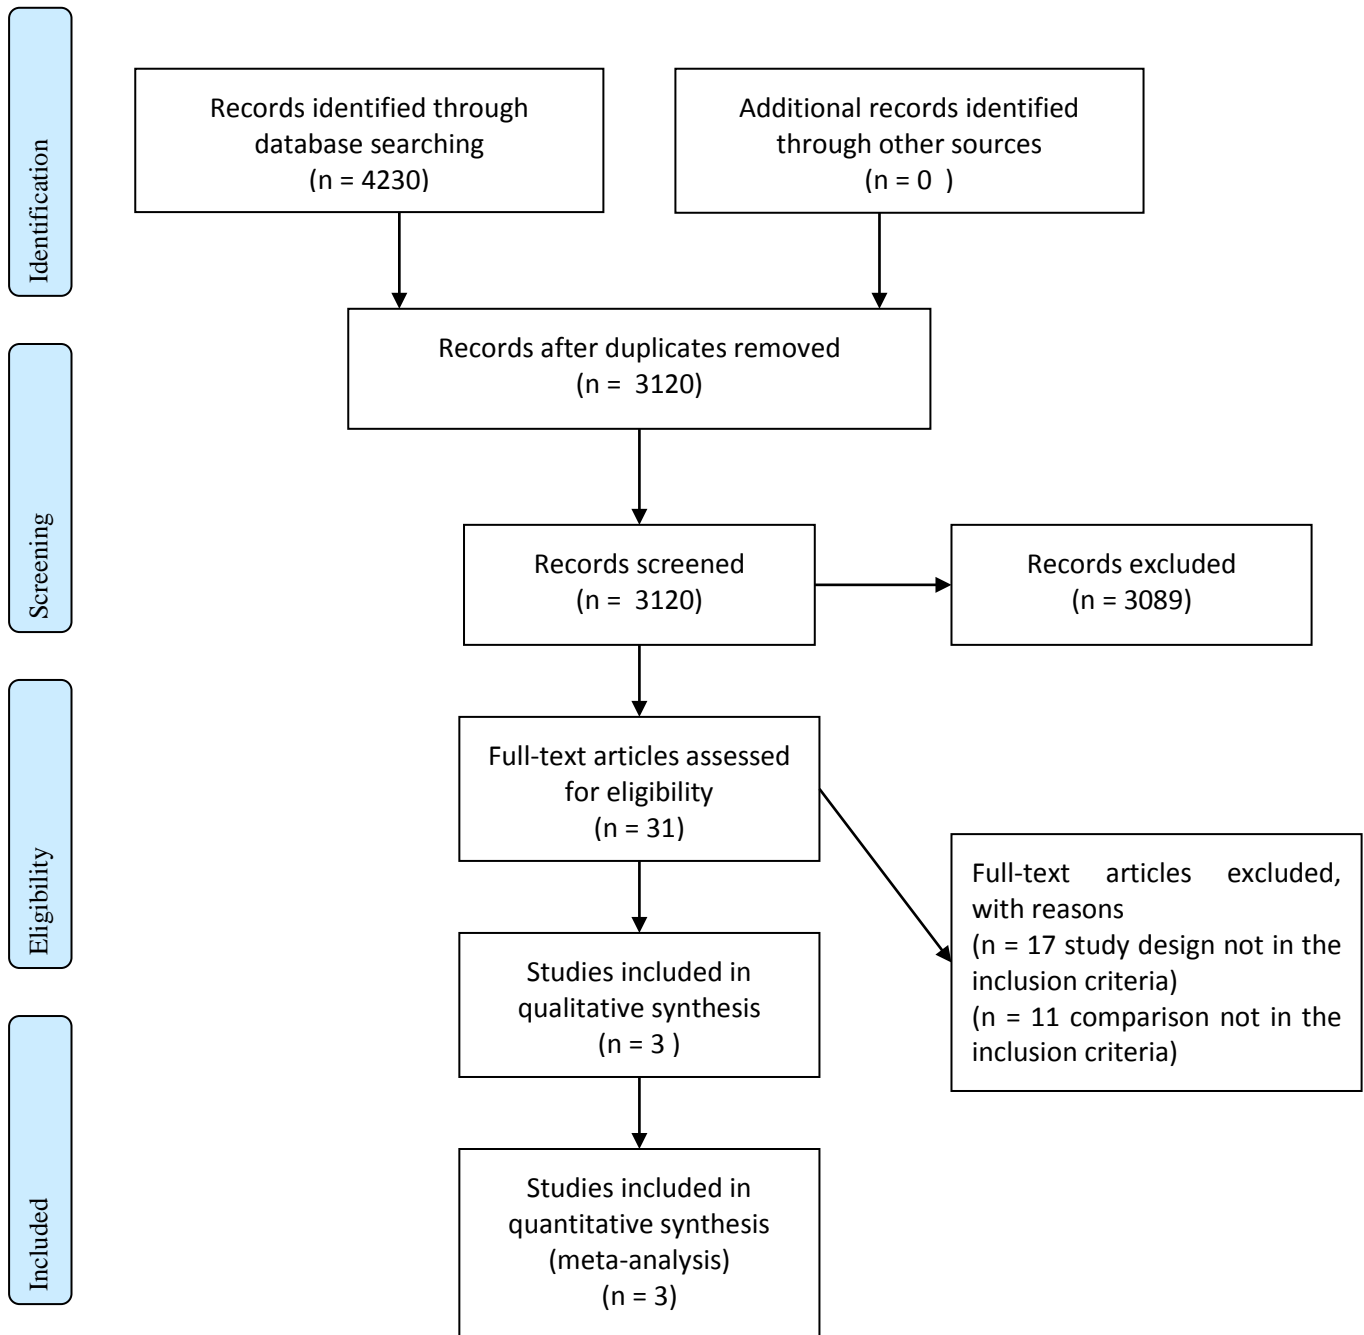 Identification
Records identified through
database searching
(n = 4230)
Additional records identified
through other sources
(n = 0  )
Records after duplicates removed
(n =  3120)
Screening
Records screened
(n =  3120)
Records excluded
(n = 3089)
Eligibility
Full-text articles assessed
for eligibility
(n = 31)
Full-text articles excluded,
with reasons
(n = 17 study design not in the
inclusion criteria)
(n = 11 comparison not in the
inclusion criteria)
Studies included in
qualitative synthesis
(n = 3 )
Included
Studies included in
quantitative synthesis
(meta-analysis)
(n = 3)